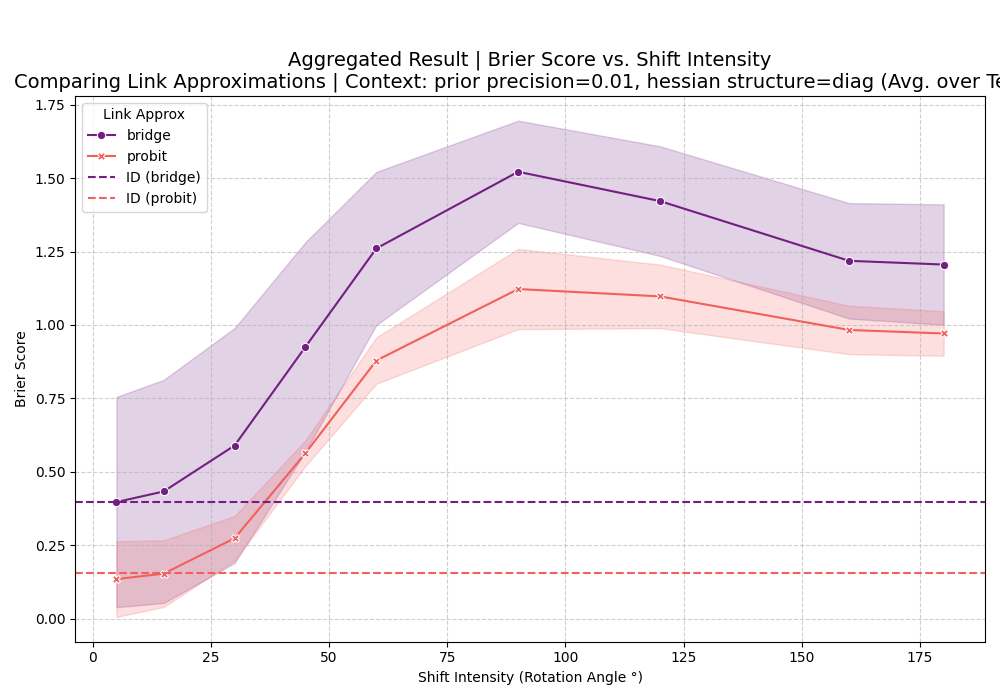 Aggregated Result | Brier Score vs. Shift Intensity
Comparing Link Approximations | Context: prior precision=0.01, hessian structure=diag (Avg. over Te
Link Approx
bridge
probit
ID (bridge)
ID (probit)
Brier Score
1.75
1.50
1.25
1.00
0.75
0.50
0.25
0.00
0
25
50
75
100
125
150
175
Shift Intensity (Rotation Angle °)